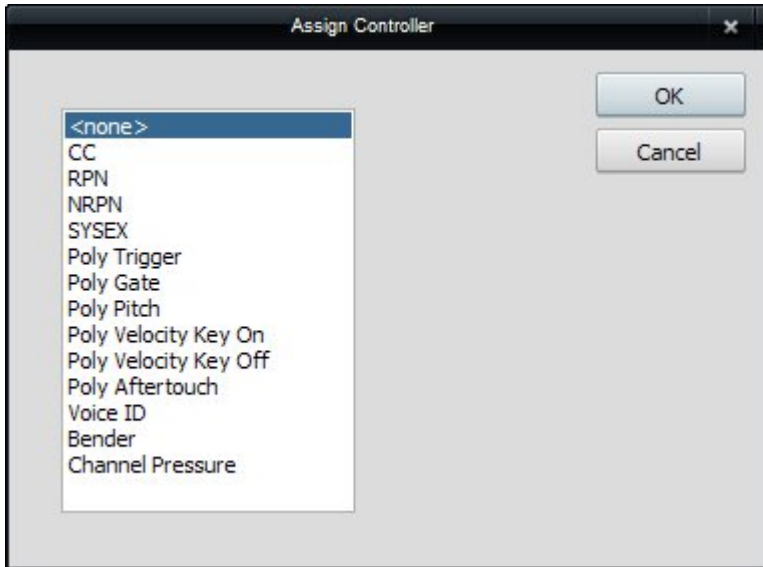 Assign Controller
OK
Cancel
<none>
CC
RPN
NRPN
SYSEX
Poly Trigger
Poly Gate
Poly Pitch
Poly Velocity Key On
Poly Velocity Key Off
Poly Aftertouch
Voice ID
Bender
Channel Pressure